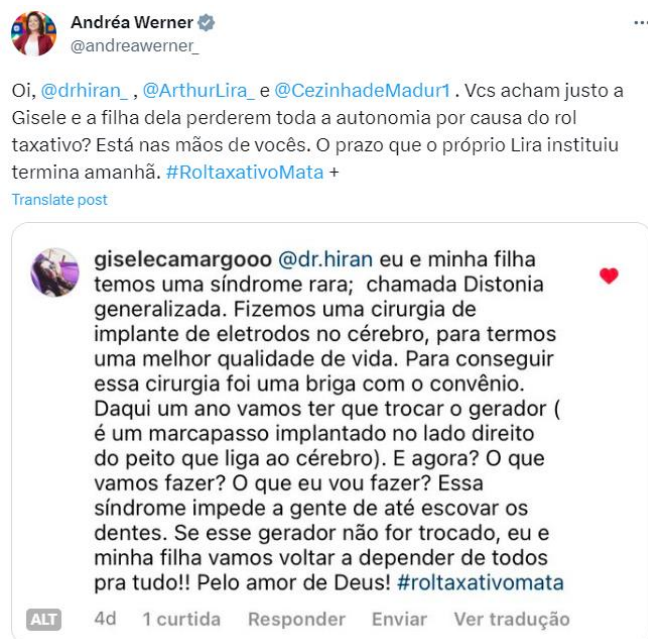 Andréa Werner
@andreawerner_
Oi, @drhiran_ , @ArthurLira_ e @CezinhadeMadur1 . Vcs acham justo a
Gisele e a filha dela perderem toda a autonomia por causa do rol
taxativo? Está nas mãos de vocês. O prazo que o próprio Lira instituiu
termina amanhã. #RoltaxativoMata +
Translate post
giselecamargooo @dr.hiran eu e minha filha
temos uma síndrome rara;  chamada Distonia
generalizada. Fizemos uma cirurgia de
implante de eletrodos no cérebro, para termos
uma melhor qualidade de vida. Para conseguir
essa cirurgia foi uma briga com o convênio.
Daqui um ano vamos ter que trocar o gerador (
é um marcapasso implantado no lado direito
do peito que liga ao cérebro). E agora? O que
vamos fazer? O que eu vou fazer? Essa
síndrome impede a gente de até escovar os
dentes. Se esse gerador não for trocado, eu e
minha filha vamos voltar a depender de todos
pra tudo!! Pelo amor de Deus! #roltaxativomata
ALT 4d 1 curtida Responder Enviar Ver tradução